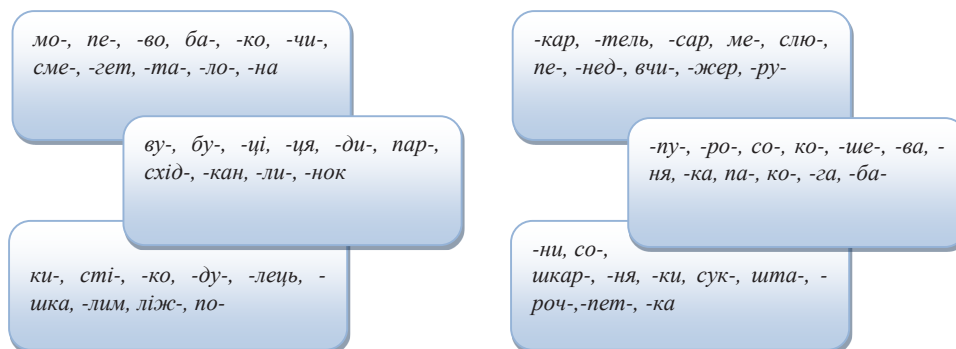 мо-, пе-, -во, ба-, -ко, -чи-,
сме-, -гет, -та-, -ло-, -на
ву-, бу-, -ці, -ця, -ди-, пар-,
схід-, -кан, -ли-, -нок
ки-, сті-, -ко, -ду-, -лець, -
шка, -лим, ліж-, по-
-кар, -тель, -сар, ме-, слю-,
пе-, -нед-, вчи-, -жер, -ру-
-пу-, -ро-, со-, ко-, -ше-, -ва, -
ня, -ка, па-, ко-, -га, -ба-
-ни, со-,
шкар-, -ня, -ки, сук-, шта-, -
роч-,-пет-, -ка